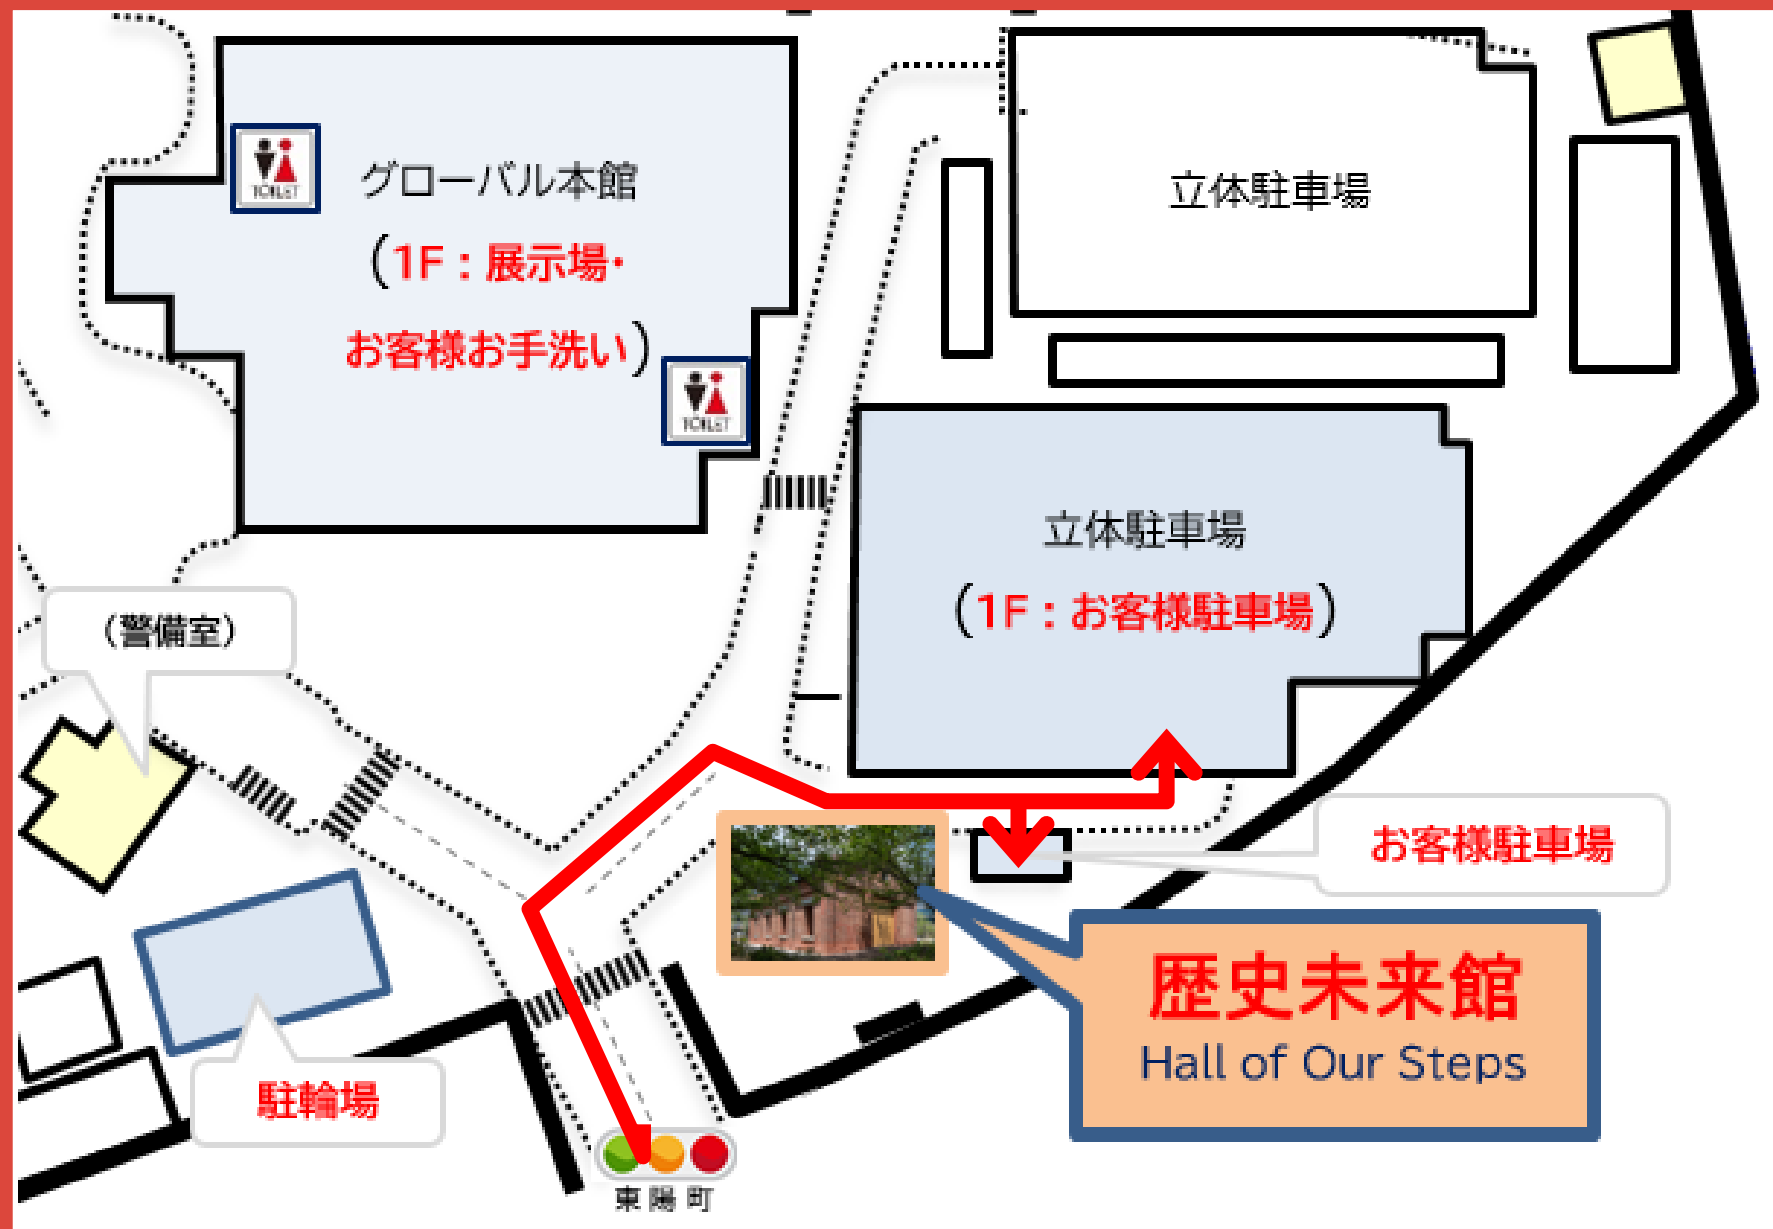 TOILET
グローバル本館
(1F：展示場・
お客様お手洗い)
TOILET
立体駐車場
立体駐車場
(1F：お客様駐車場)
(警備室)
お客様駐車場
歴史未来館
Hall of Our Steps
駐輪場
東陽町